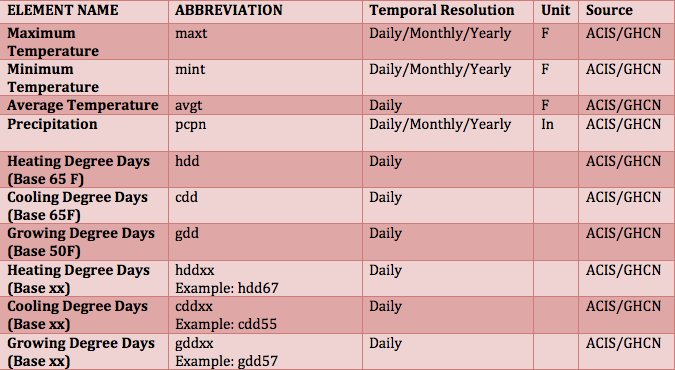 ELEMENT NAME ABBREVIATION Temporal Resolution Unit Source
Maximum maxt Daily/Monthly/Yearly F ACIS/GHCN
Temperature
Minimum mint Daily/Monthly/Yearly F ACIS/GHCN
Temperature
Average Temperature avgt Daily F ACIS/GHCN
Precipitation pcpn Daily/Monthly/Yearly In ACIS/GHCN
Heating Degree Days hdd Daily ACIS/GHCN
(Base 65 F)
Cooling Degree Days cdd Daily ACIS/GHCN
(Base 65F)
Growing Degree Days gdd Daily ACIS/GHCN
(Base 50F)
Heating Degree Days hddxx Daily ACIS/GHCN
(Base xx) Example: hdd67
Cooling Degree Days cddxx Daily ACIS/GHCN
(Base xx) Example: cdd55
Growing Degree Days gddxx Daily ACIS/GHCN
(Base xx) Example: gdd57